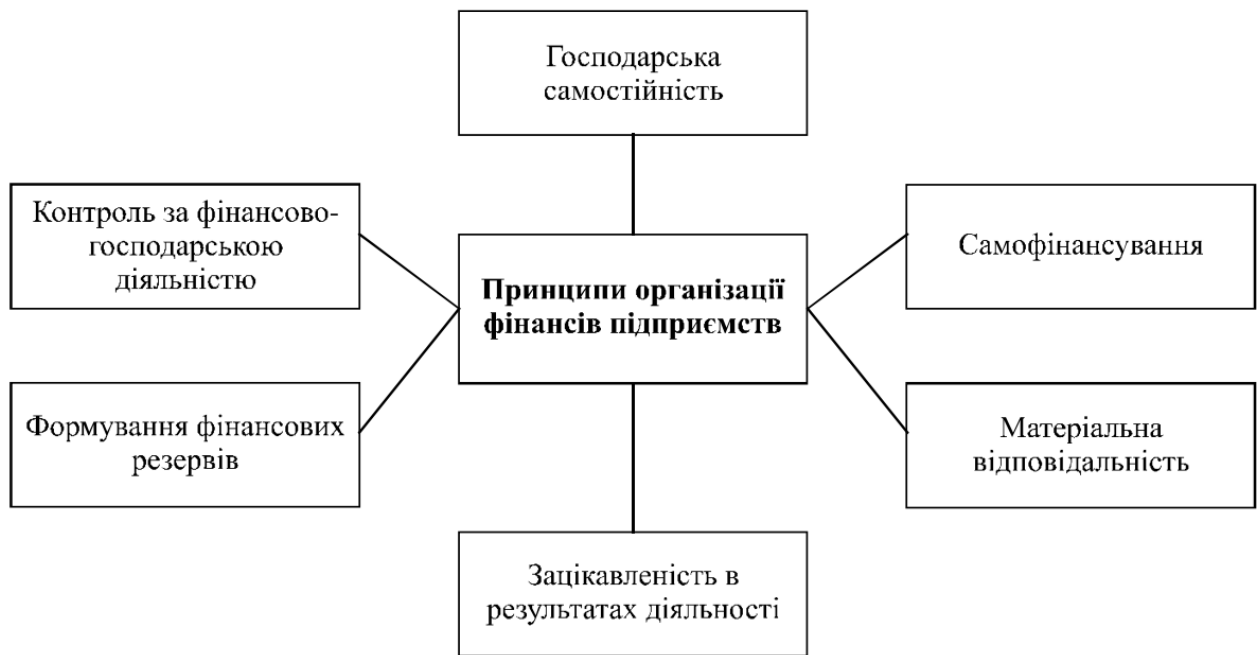 Господарська
самостійність
Контроль за фінансово-
господарською
діяльністю
Самофінансування
Принципи організації
фінансів підприємств
Формування фінансових
резервів
Матеріальна
відповідальність
Зацікавленість в
результатах діяльності